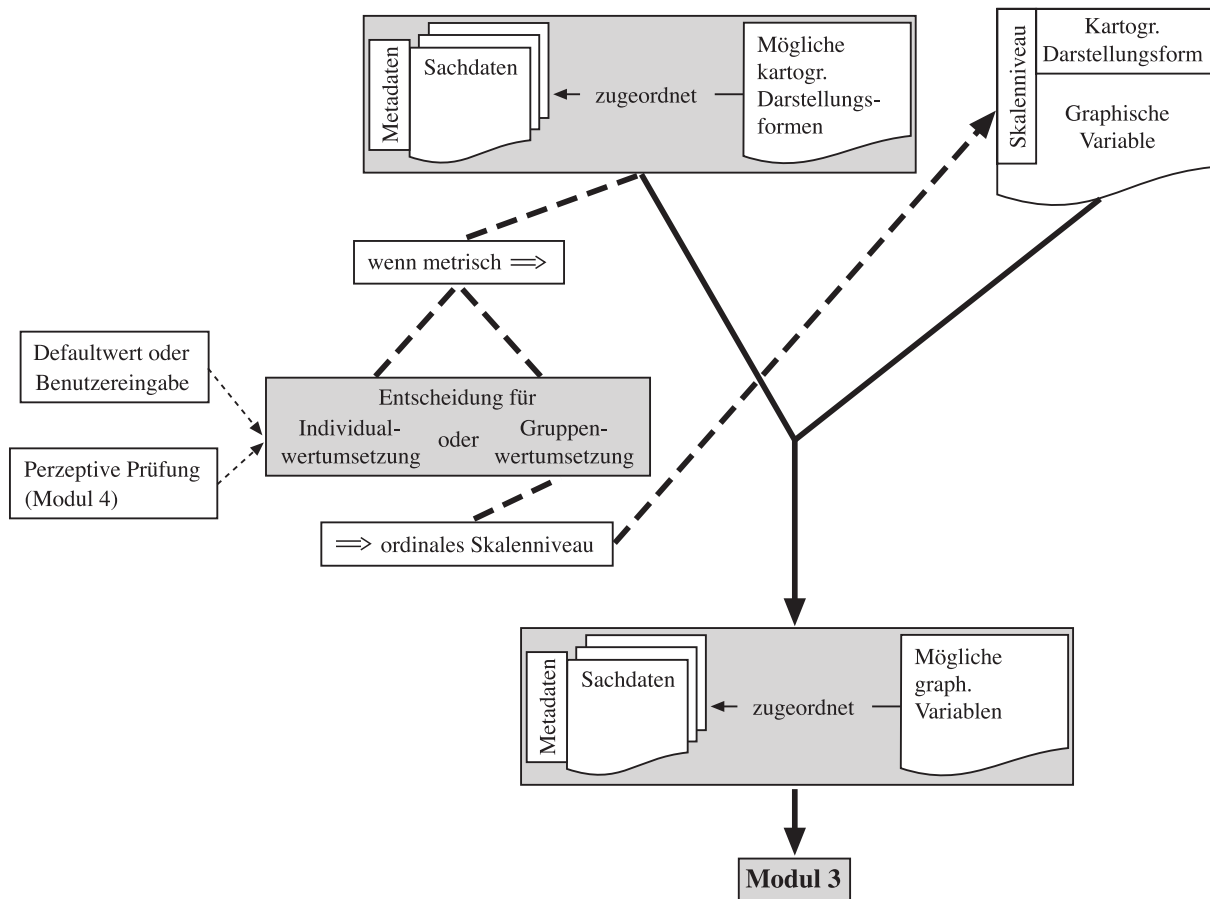 Metadaten
Sachdaten
zugeordnet
Mögliche
kartogr.
Darstellungs-
formen
Skalenniveau
Kartogr.
Darstellungsform
Graphische
Variable
wenn metrisch ⟹
Defaultwert oder
Benutzereingabe
Perzeptive Prüfung
(Modul 4)
Entscheidung für
Individual- oder Gruppen-
wertumsetzung wertumsetzung
⟹ ordinales Skalenniveau
Metadaten
Sachdaten
zugeordnet
Mögliche
graph.
Variablen
Modul 3